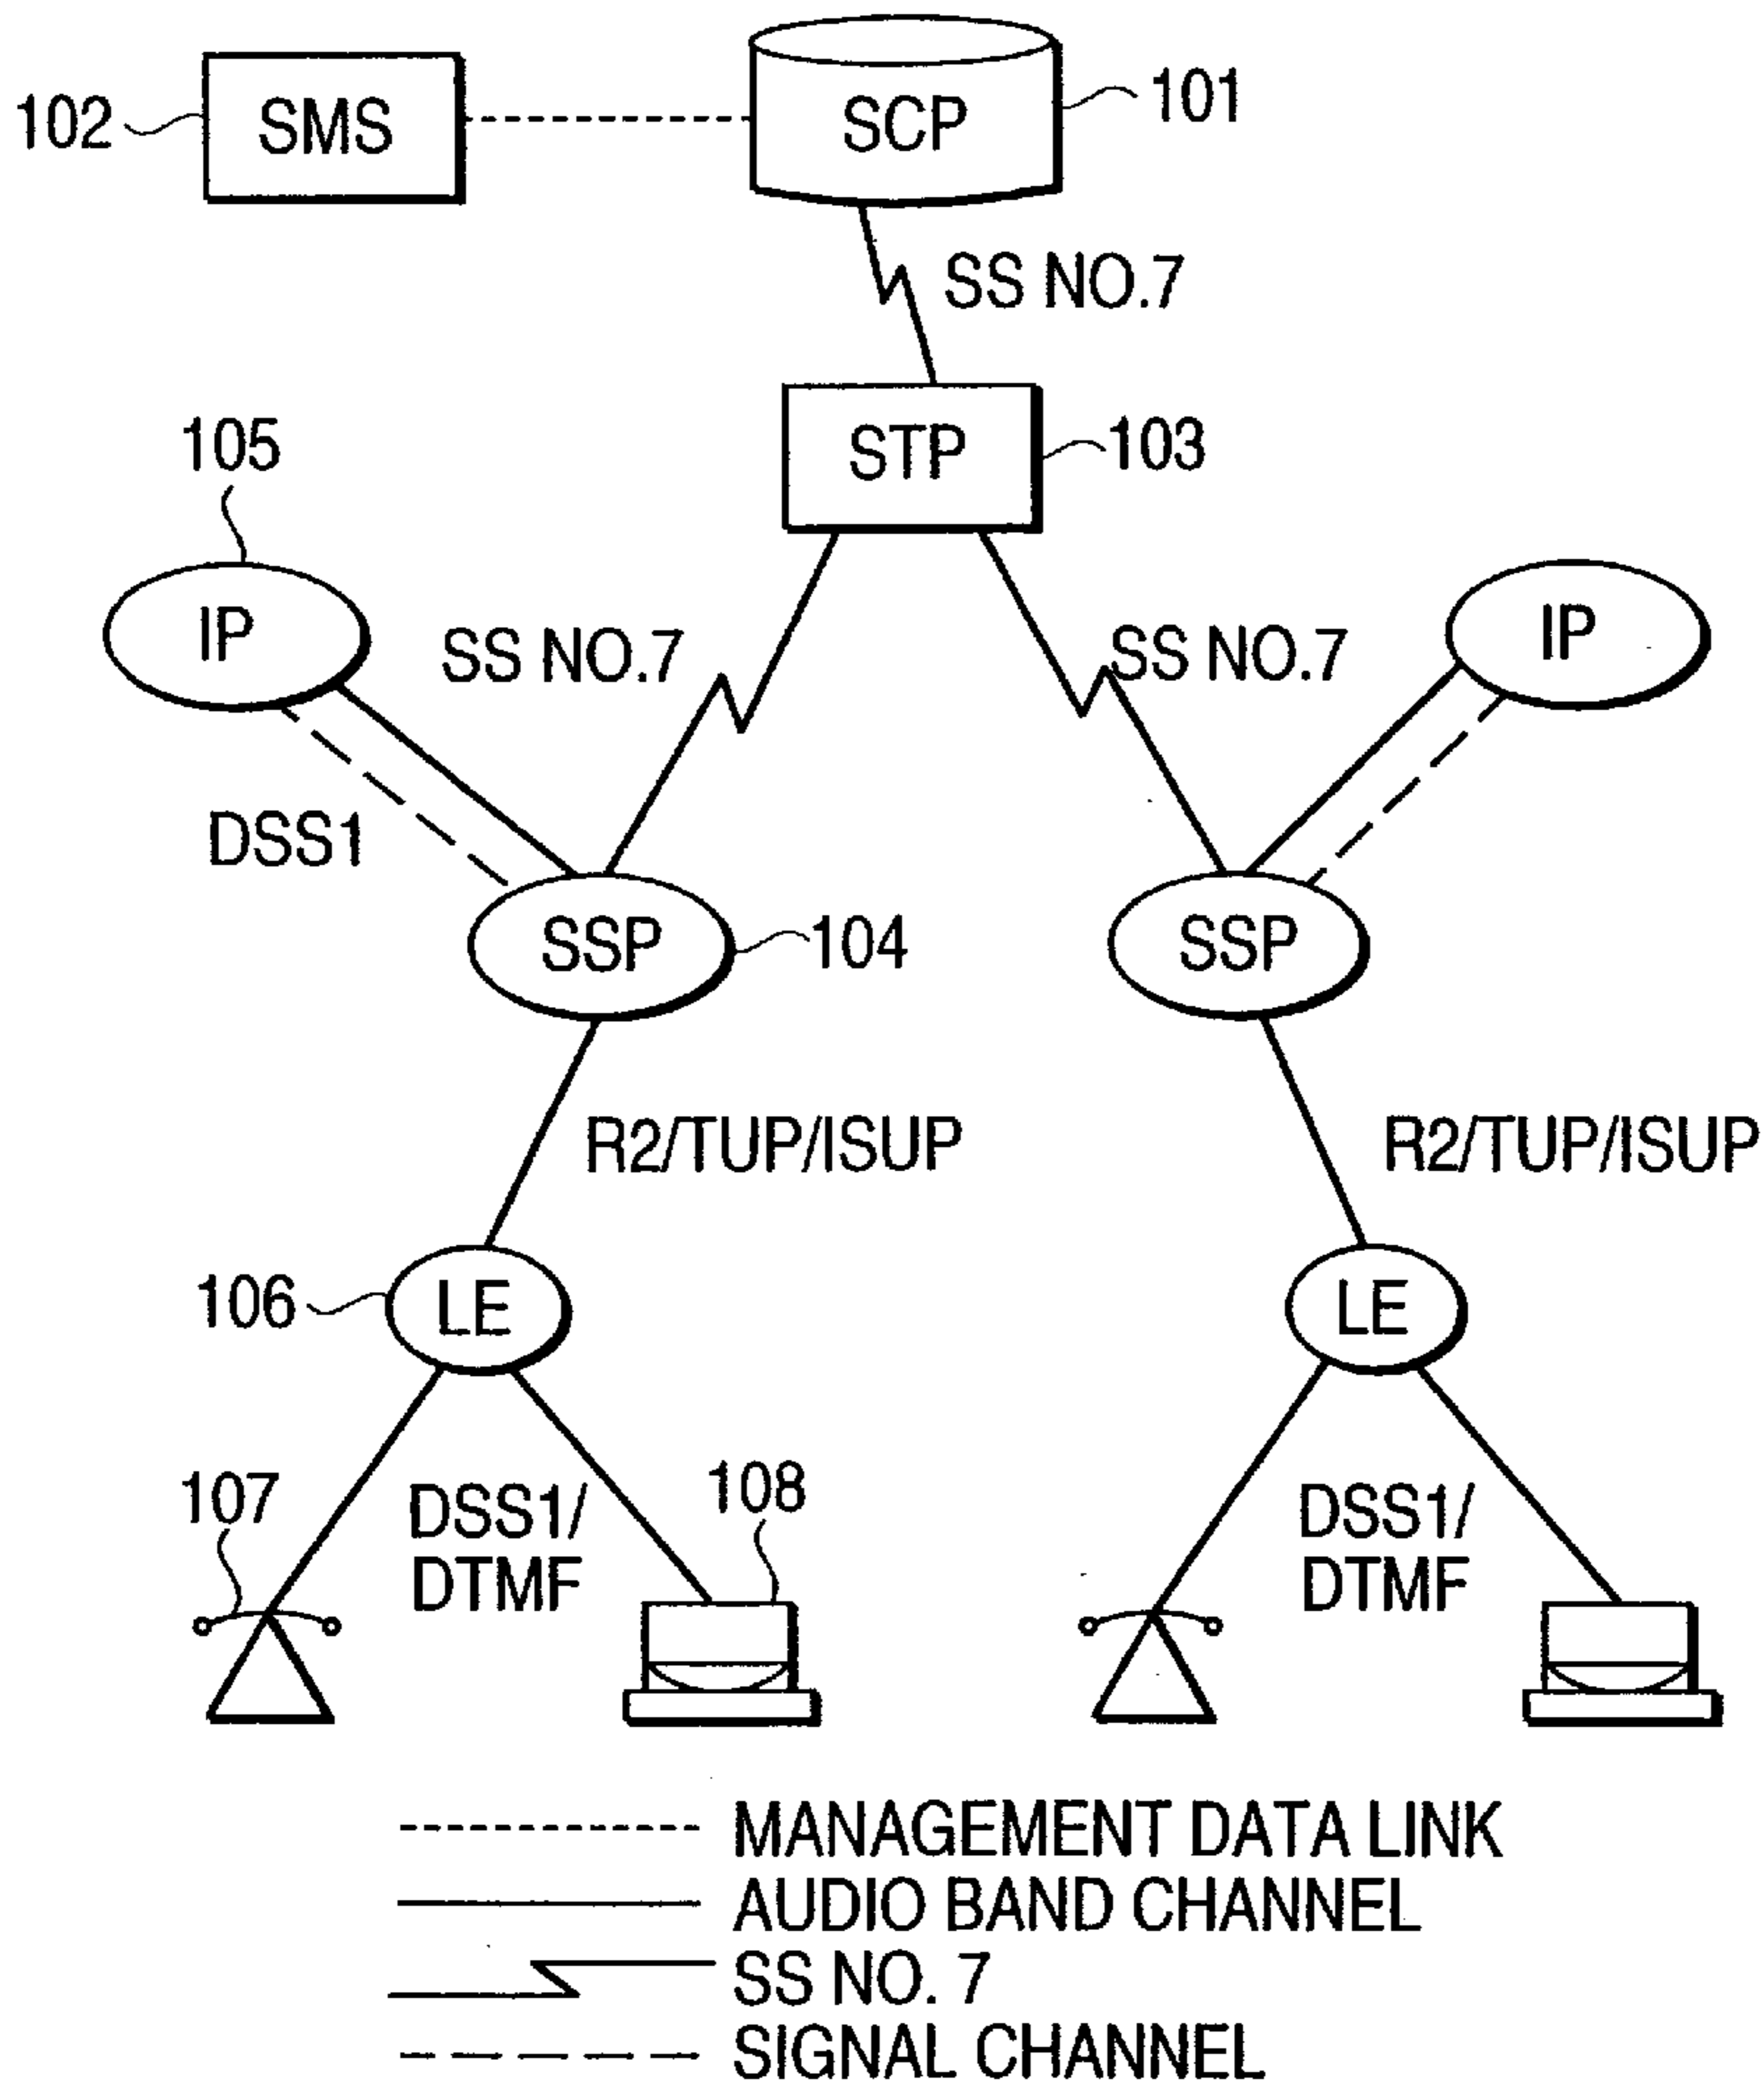 102
SMS
SCP
101
SS NO.7
STP
103
105
IP
SS NO.7
SS NO.7
IP
DSS1
SSP
104
SSP
R2/TUP/ISUP
R2/TUP/ISUP
106
LE
LE
107
DSS1/
DTMF
108
DSS1/
DTMF
MANAGEMENT DATA LINK
AUDIO BAND CHANNEL
SS NO. 7
SIGNAL CHANNEL